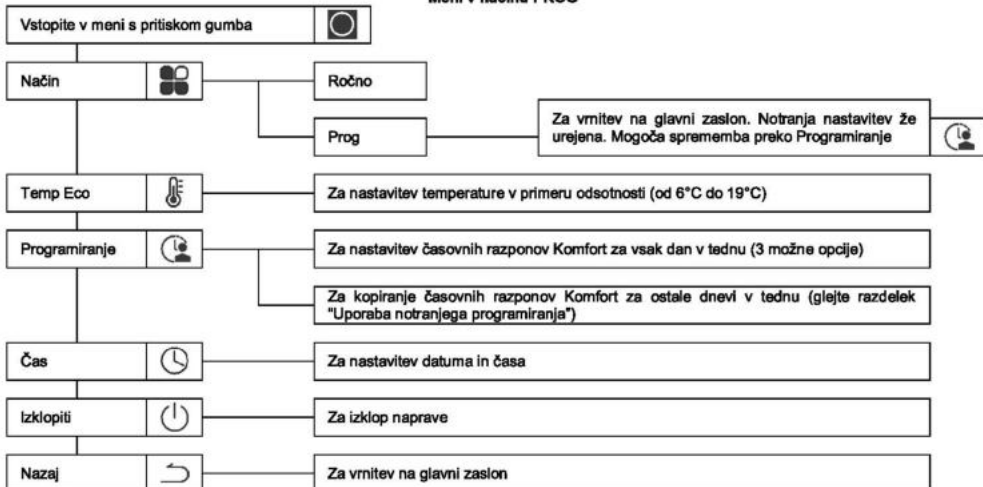 Vstopite v meni s pritiskom gumba
Način
Ročno
Prog
Za vrnitev na glavni zaslon. Notranja nastavitev že
urejena. Mogoča sprememba preko Programiranje
Temp Eco
Za nastavitev temperature v primeru odsotnosti (od 6°C do 19°C)
Programiranje
Za nastavitev časovnih razponov Komfort za vsak dan v tednu (3 možne opcije)
Za kopiranje časovnih razponov Komfort za ostale dnevi v tednu (glejte razdelek
"Uporaba notranjega programiranja")
Čas
Za nastavitev datuma in časa
Izklopiti
Za izklop naprave
Nazaj
Za vrnitev na glavni zaslon